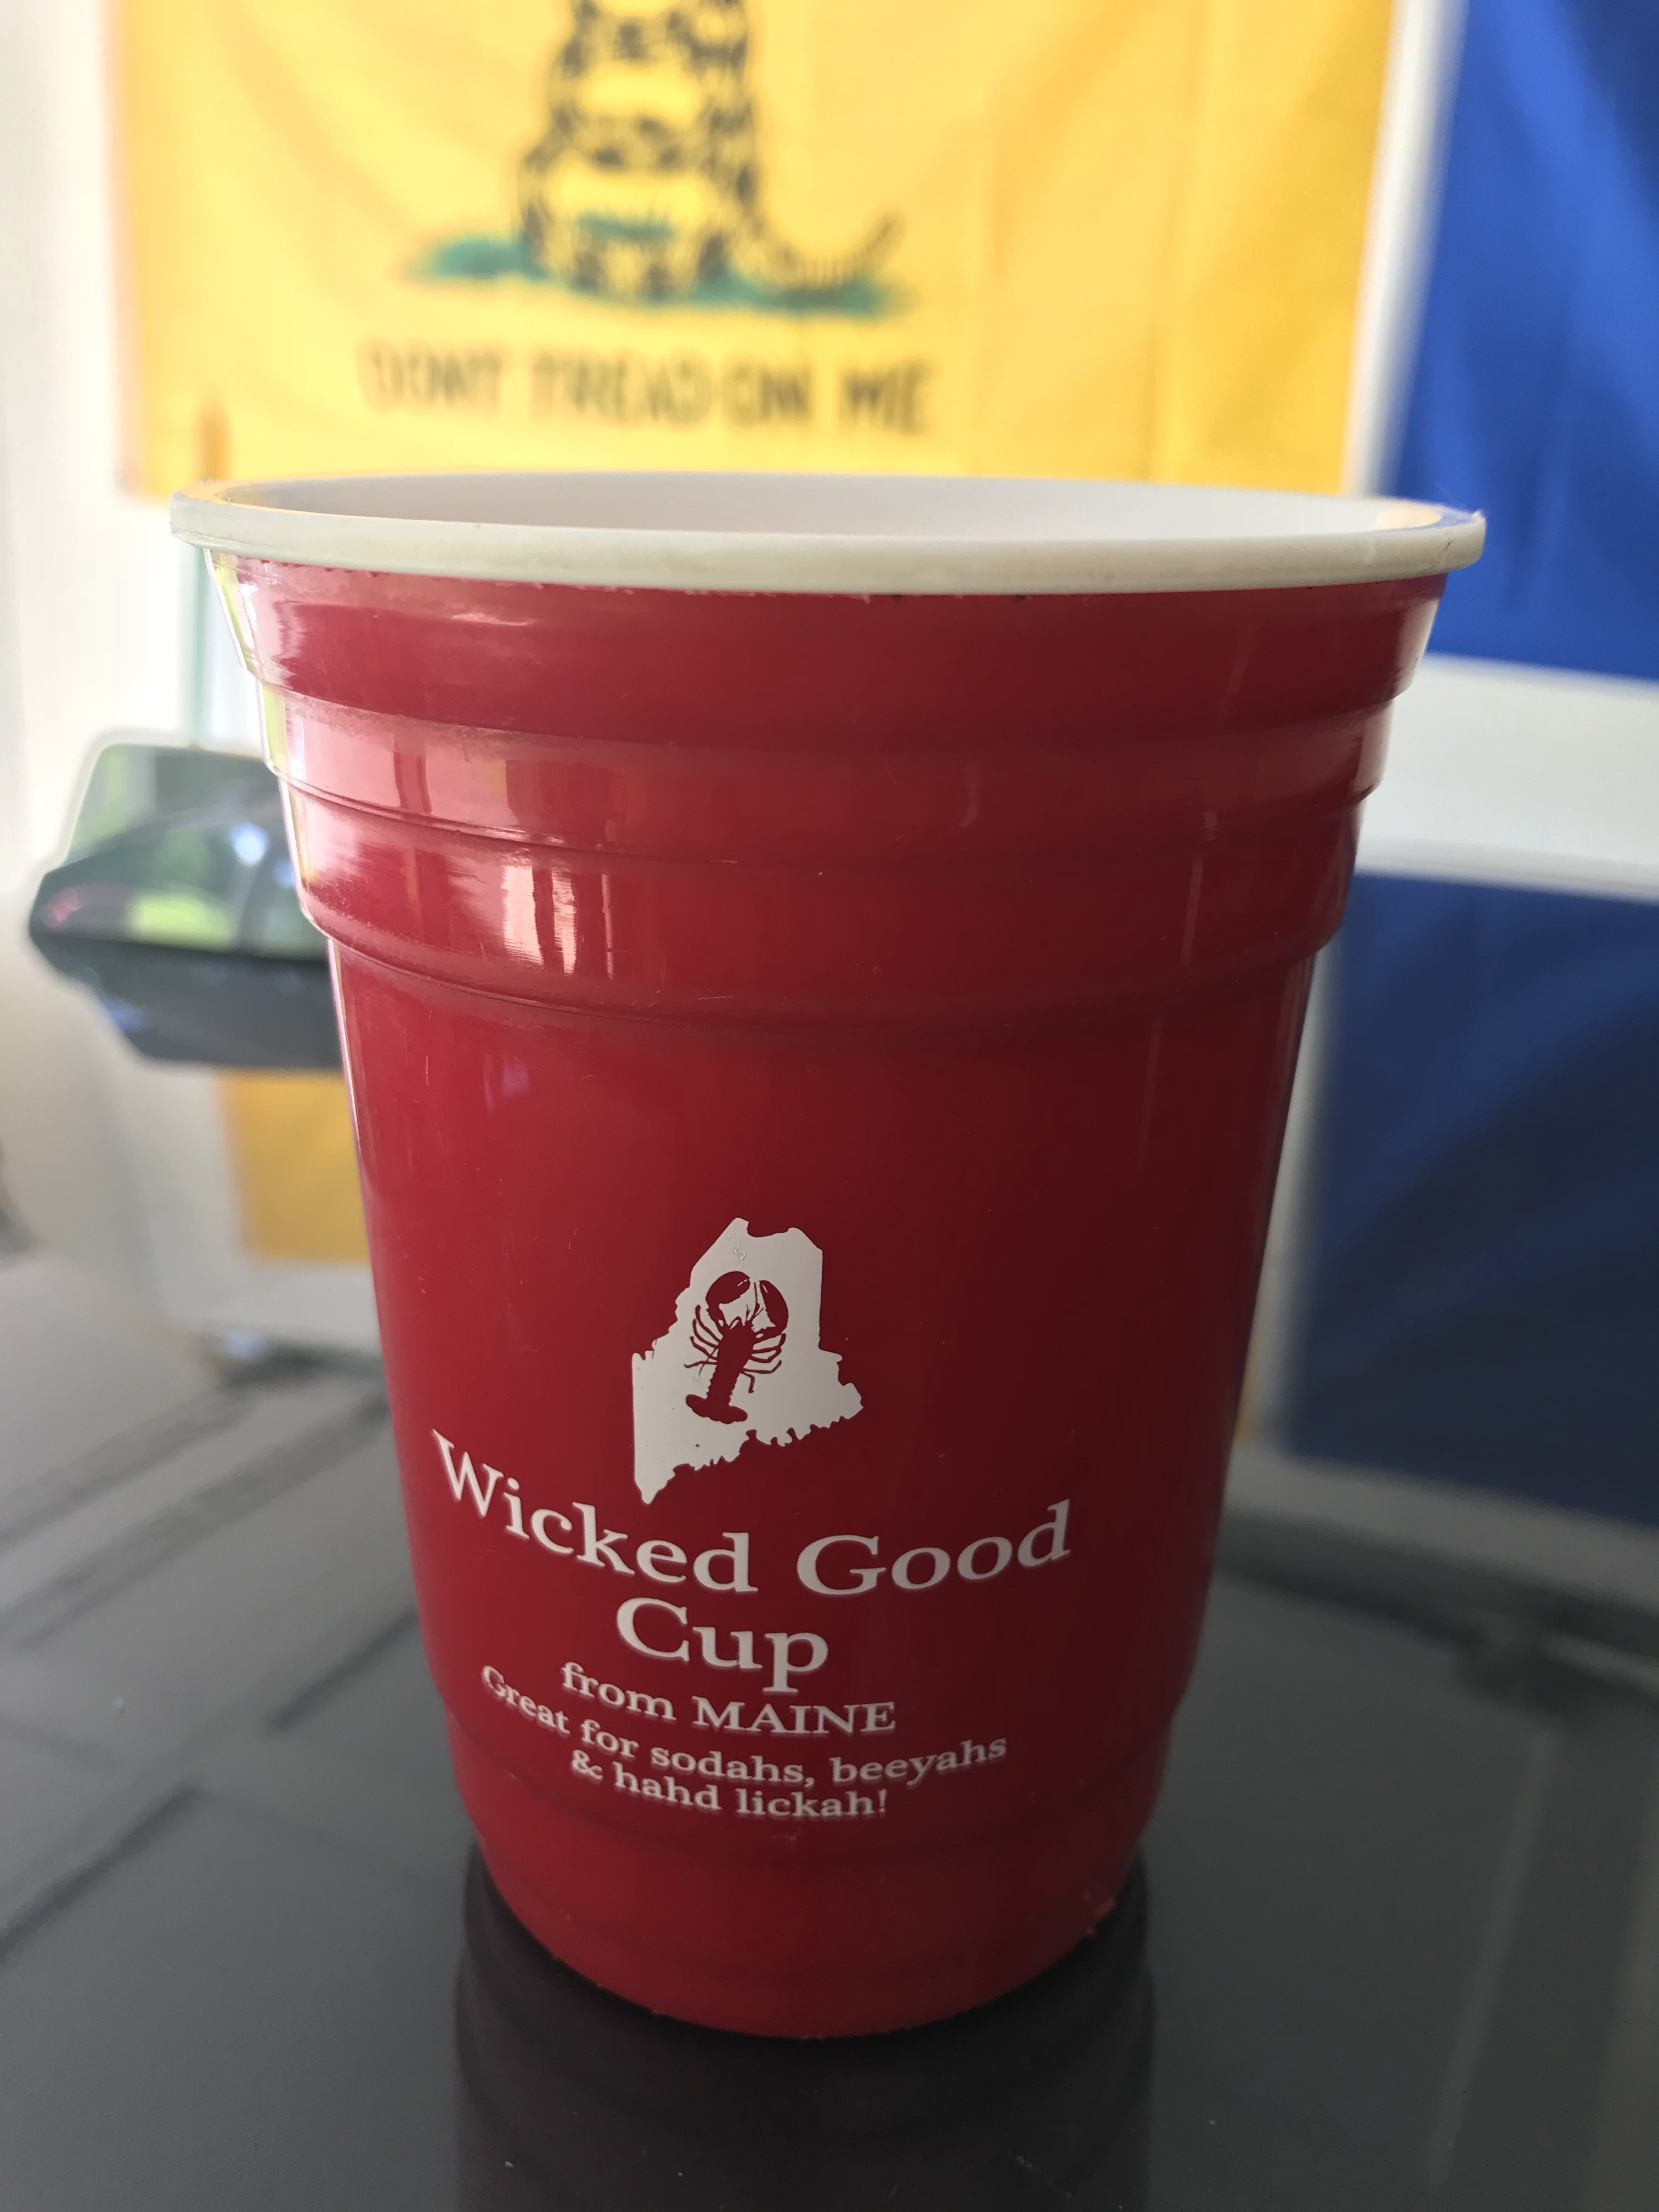 DONT TREAD ON ME
Wicked Good
Cup
from MAINE
Great for sodahs, beeyahs
& hahd lickah!